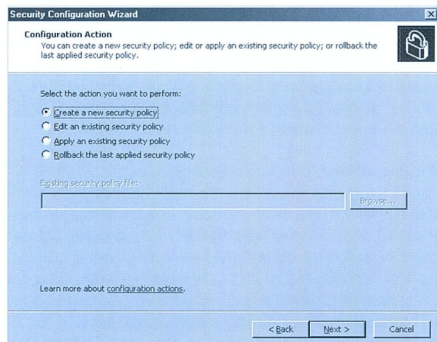 Security Configuration Wizard
Configuration Action
You can create a new security policy; edit or apply an existing security policy; or rollback the
last applied security policy.
Select the action you want to perform:
Create a new security policy
Edit an existing security policy
Apply an existing security policy
Rollback the last applied security policy
Existing security policy file:
Browse...
Learn more about configuration actions.
< Back Next > Cancel